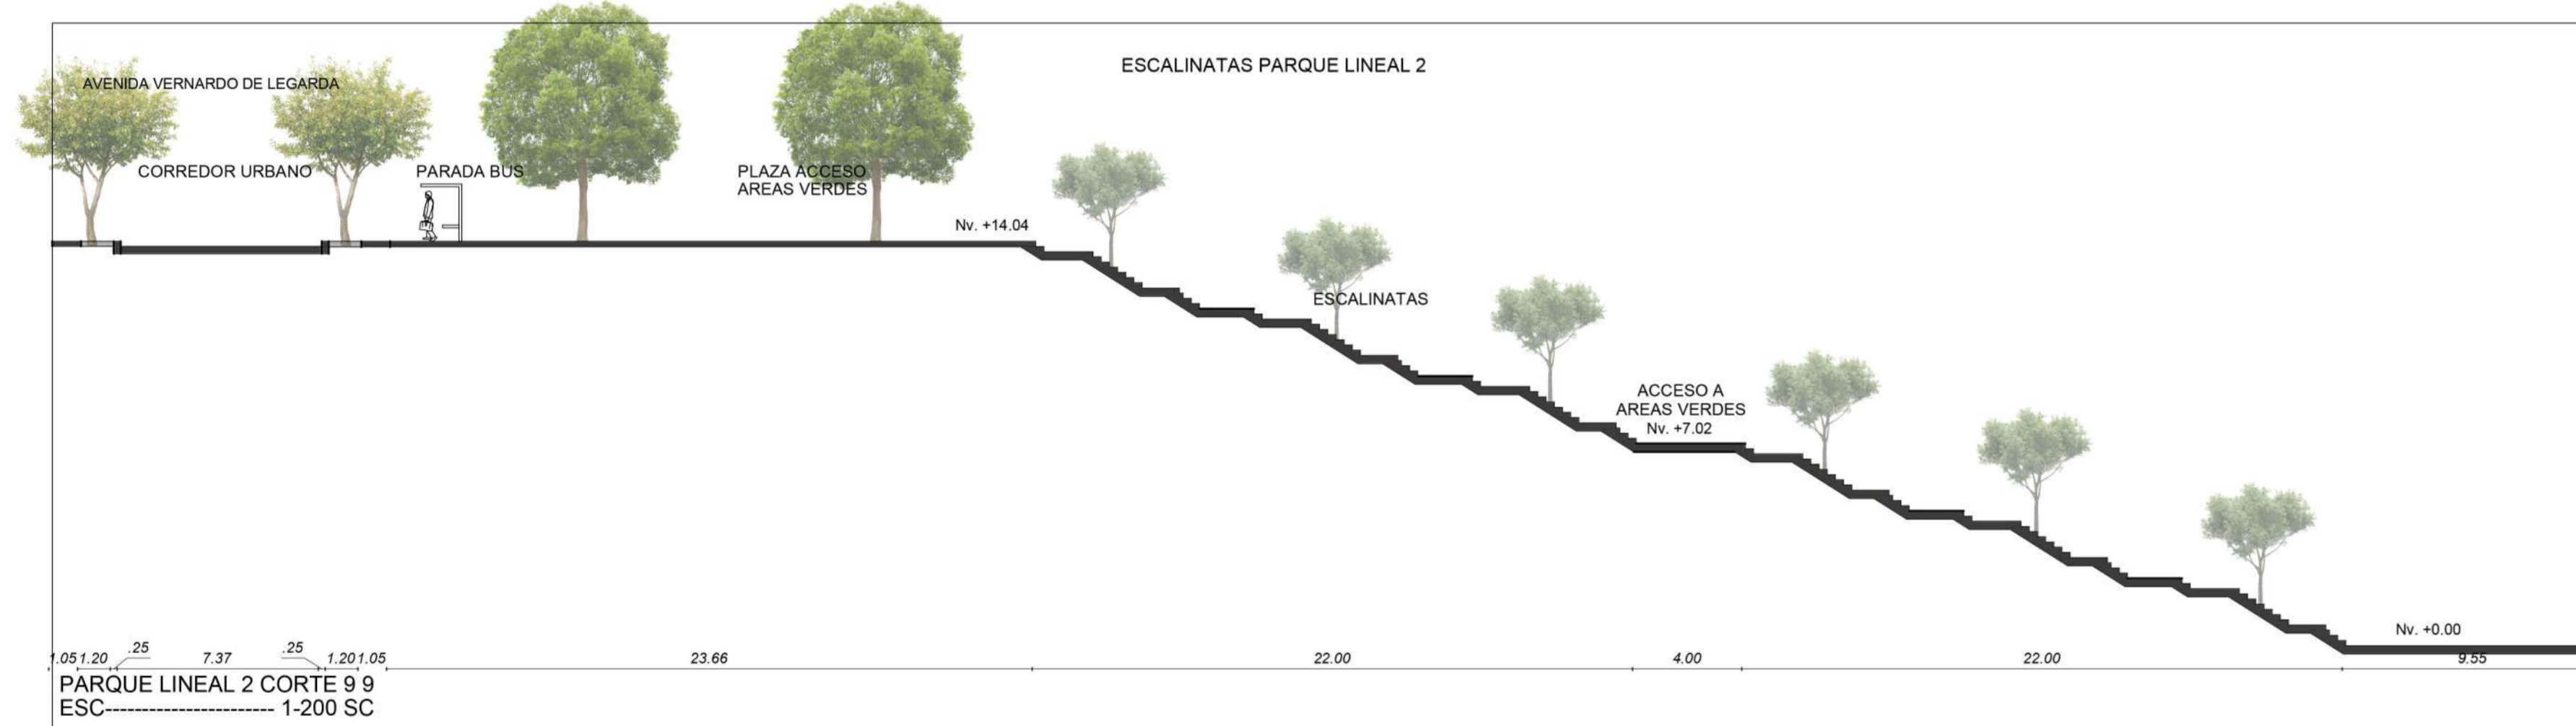 ESCALINATAS PARQUE LINEAL 2
AVENIDA VERNARDO DE LEGARDA
CORREDOR URBANO
PARADA BUS
PLAZA ACCESO
AREAS VERDES
Nv. +14.04
ESCALINATAS
ACCESO A
AREAS VERDES
Nv. +7.02
Nv. +0.00
1.05 1.20 .25 7.37 .25 1.20 1.05 23.66 22.00 4.00 22.00 9.55
PARQUE LINEAL 2 CORTE 9 9
ESC----------------------- 1-200 SC